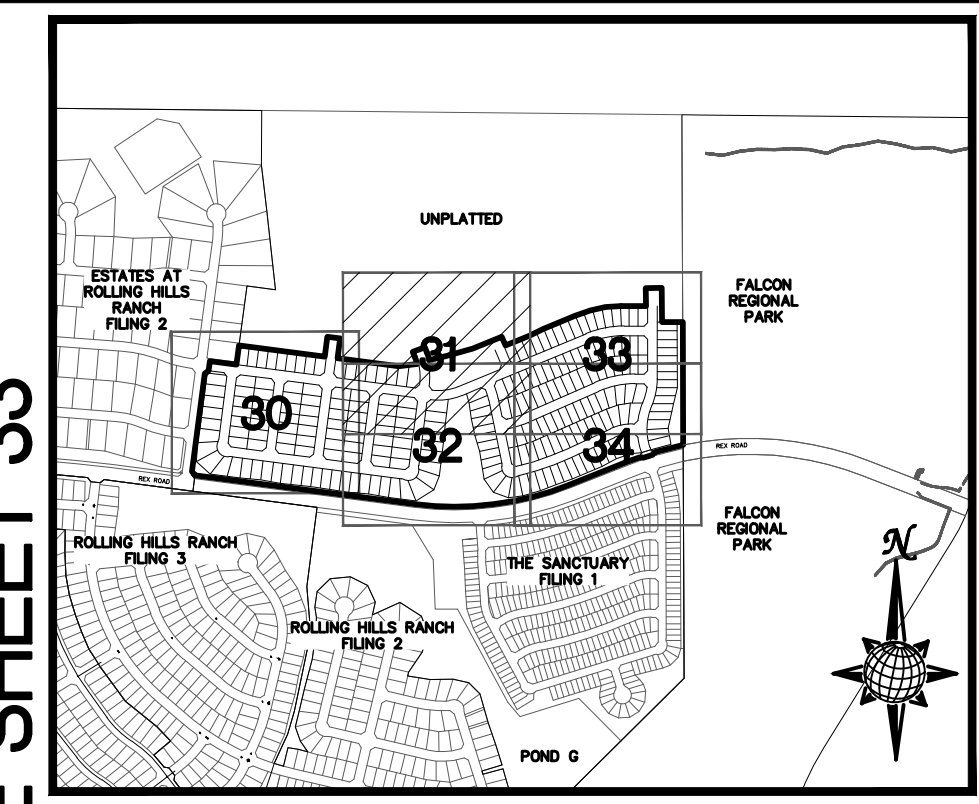 UNPLATTED
ESTATES AT
ROLLING HILLS
RANCH
FILING 2
FALCON
REGIONAL
PARK
31
33
30
32
34
REX ROAD
REX ROAD
FALCON
REGIONAL
PARK
N
ROLLING HILLS RANCH
FILING 3
THE SANCTUARY
FILING 1
ROLLING HILLS RANCH
FILING 2
POND G
SHEET 33